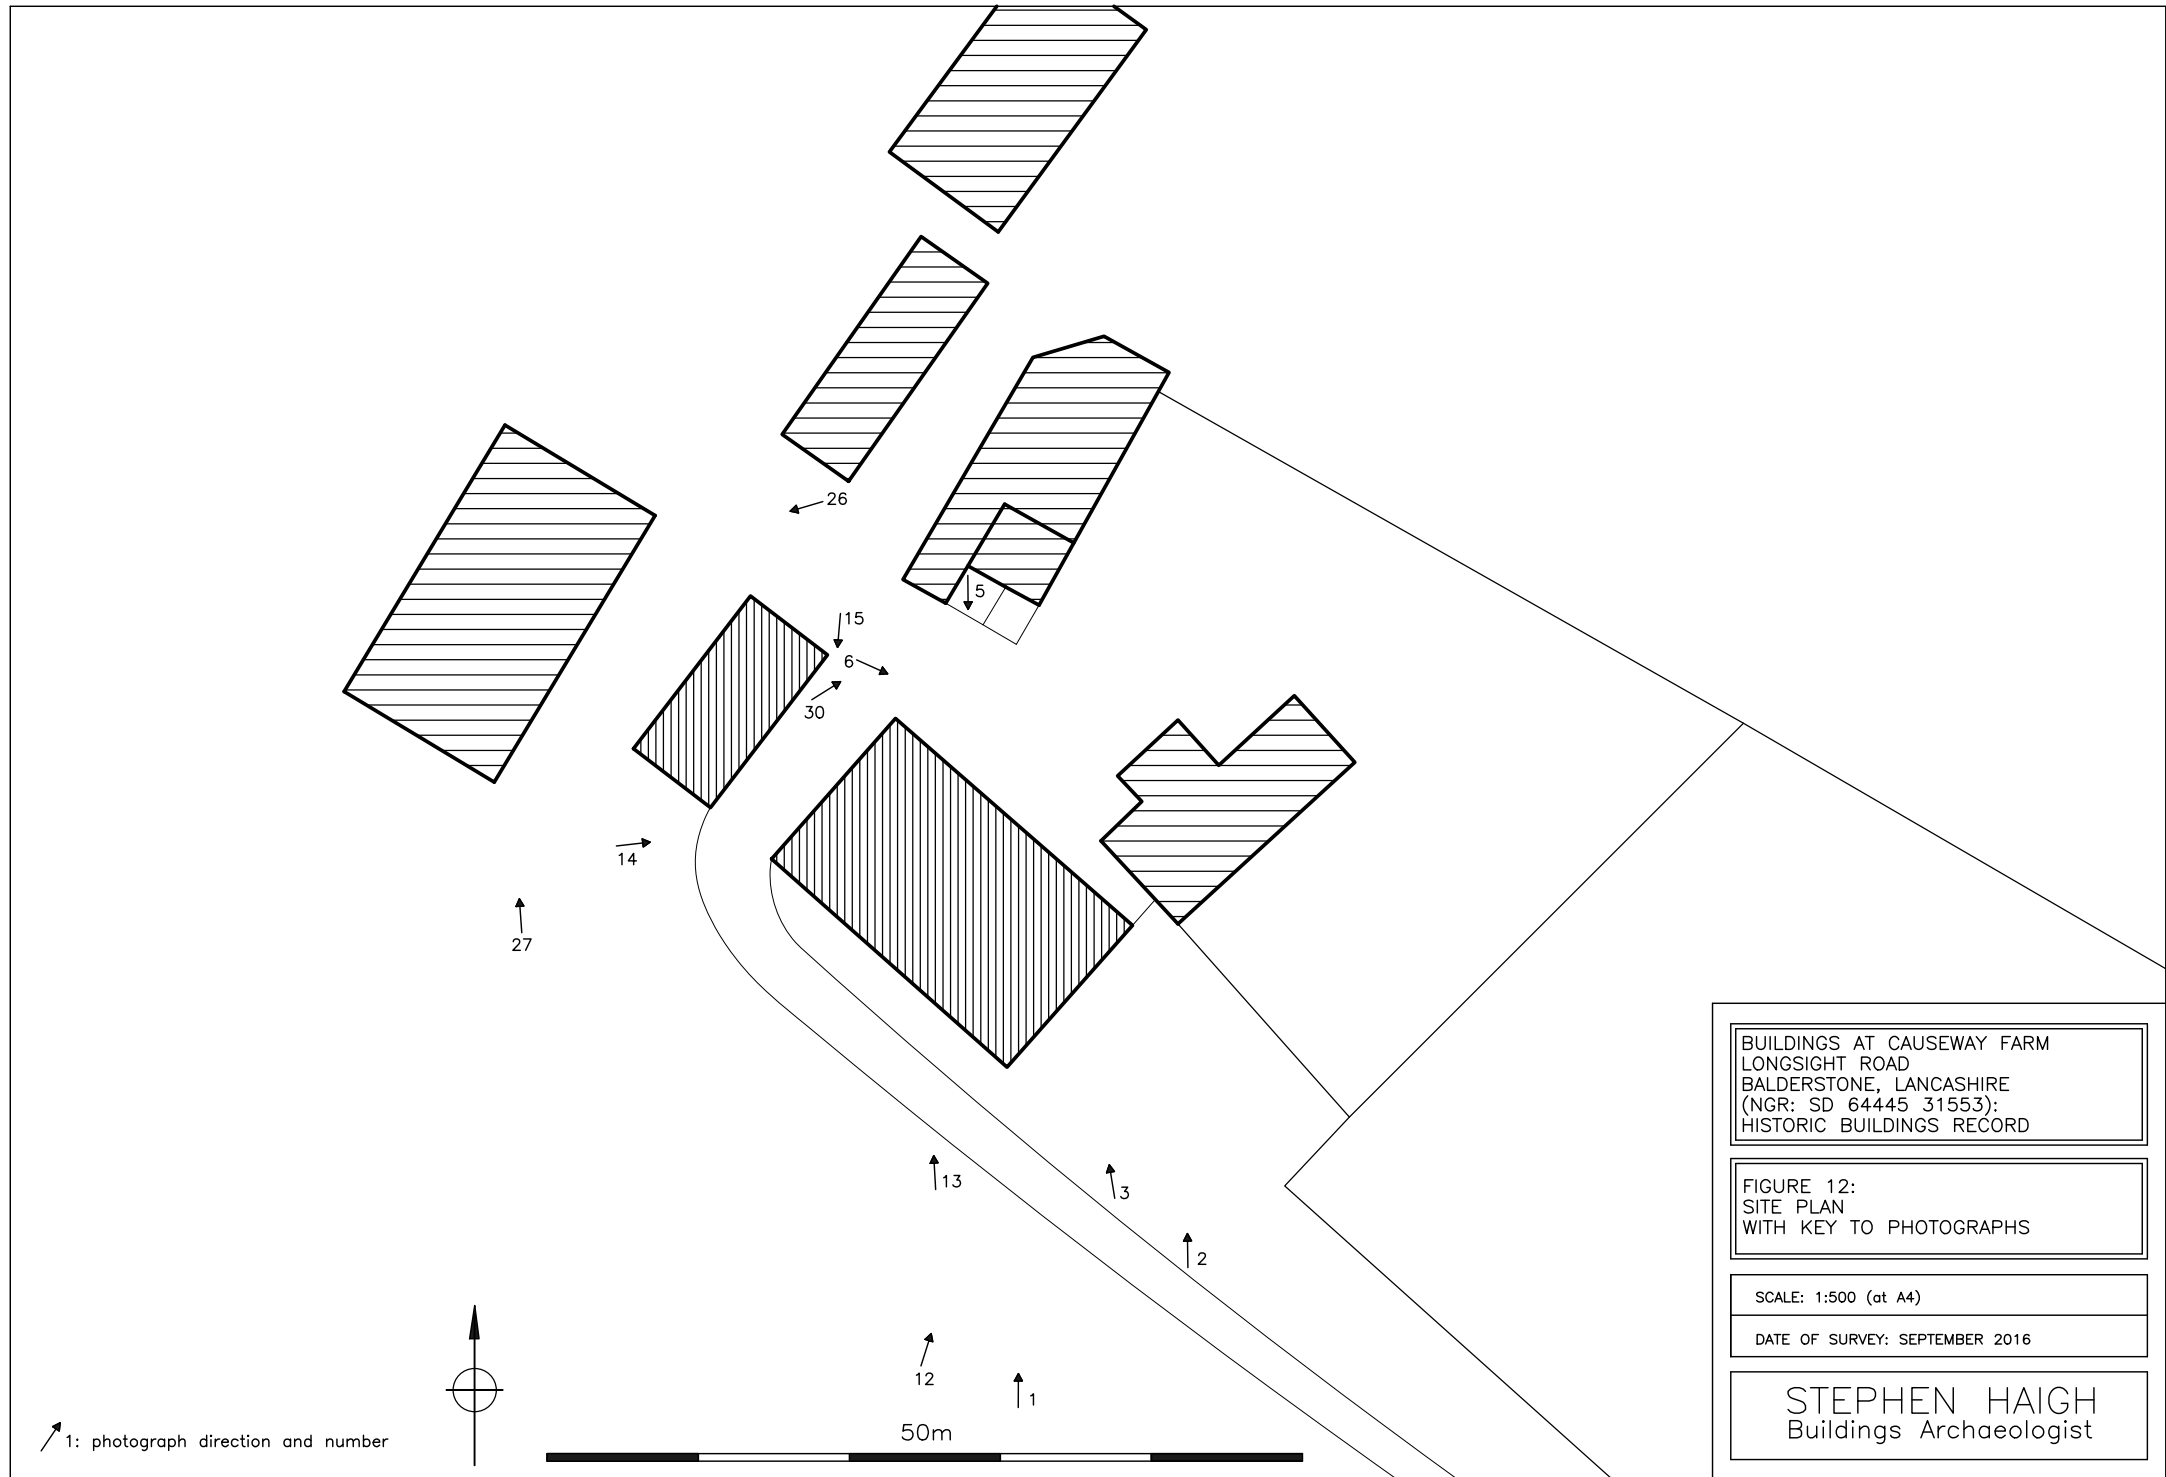 26
5
15
6
30
14
27
13
3
2
12
1
50m
1: photograph direction and number
BUILDINGS AT CAUSEWAY FARM
LONGSIGHT ROAD
BALDERSTONE, LANCASHIRE
(NGR: SD 64445 31553):
HISTORIC BUILDINGS RECORD
FIGURE 12:
SITE PLAN
WITH KEY TO PHOTOGRAPHS
SCALE: 1:500 (at A4)
DATE OF SURVEY: SEPTEMBER 2016
STEPHEN HAIGH
Buildings Archaeologist